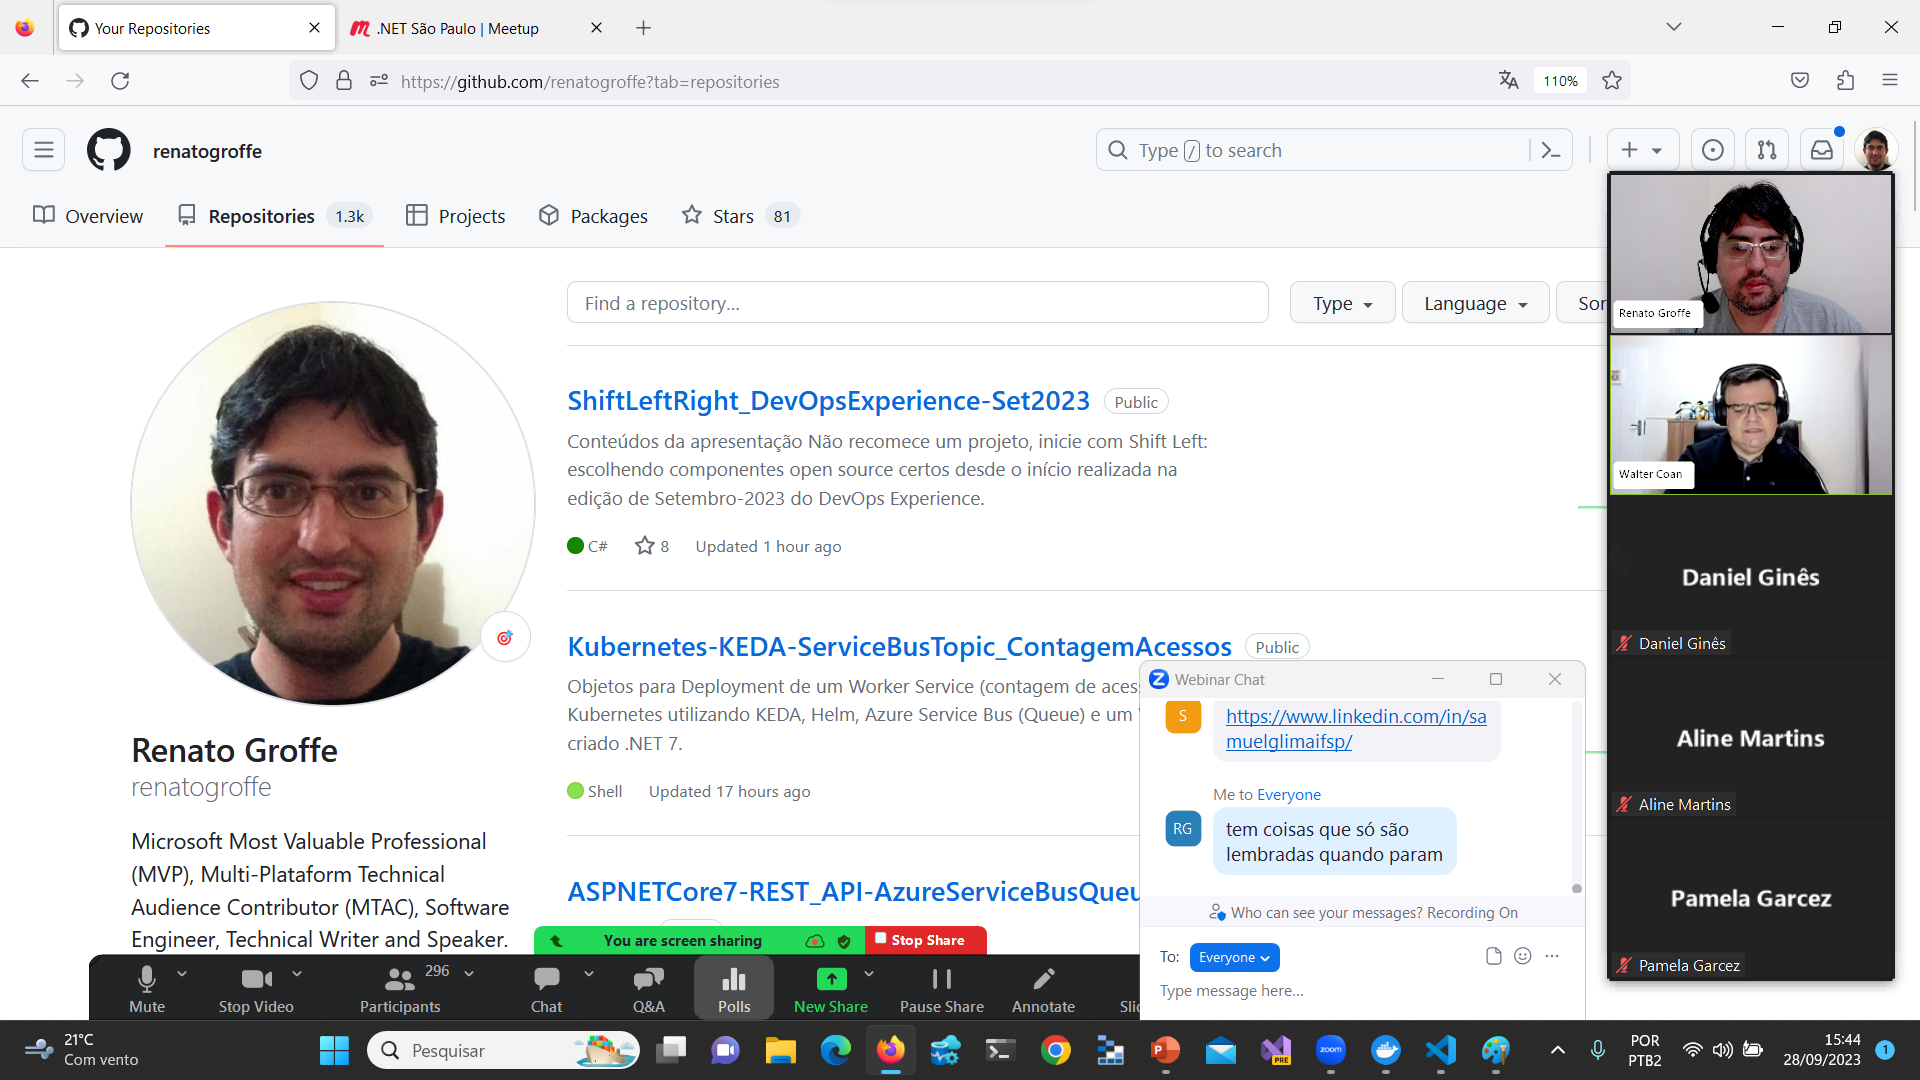 Your Repositories
.NET São Paulo | Meetup
https://github.com/renatogroffe?tab=repositories
110%
renatogroffe
Type / to search
Overview
Repositories 1.3k
Projects
Packages
Stars 81
Find a repository...
Type
Language
Sor
ShiftLeftRight_DevOpsExperience-Set2023 Public
Conteúdos da apresentação Não recomece um projeto, inicie com Shift Left:
escolhendo componentes open source certos desde o início realizada na
edição de Setembro-2023 do DevOps Experience.
C# 8 Updated 1 hour ago
Kubernetes-KEDA-ServiceBusTopic_ContagemAcessos Public
Objetos para Deployment de um Worker Service (contagem de aces
Kubernetes utilizando KEDA, Helm, Azure Service Bus (Queue) e um
criado .NET 7.
Shell Updated 17 hours ago
ASPNETCore7-REST_API-AzureServiceBusQueu
Renato Groffe
renatogroffe
Microsoft Most Valuable Professional
(MVP), Multi-Plataform Technical
Audience Contributor (MTAC), Software
Engineer, Technical Writer and Speaker.
Renato Groffe
Walter Coan
Daniel Ginês
Daniel Ginês
Aline Martins
Aline Martins
Pamela Garcez
Pamela Garcez
Webinar Chat
S
https://www.linkedin.com/in/sa
muelglimaifsp/
Me to Everyone
RG
tem coisas que só são
lembradas quando param
Who can see your messages? Recording On
To: Everyone
Type message here...
You are screen sharing
Stop Share
Mute
Stop Video
296
Participants
Chat
Q&A
Polls
New Share
Pause Share
Annotate
Sli
21°C
Com vento
Pesquisar
PRE
zoom
POR
PTB2
15:44
28/09/2023
1